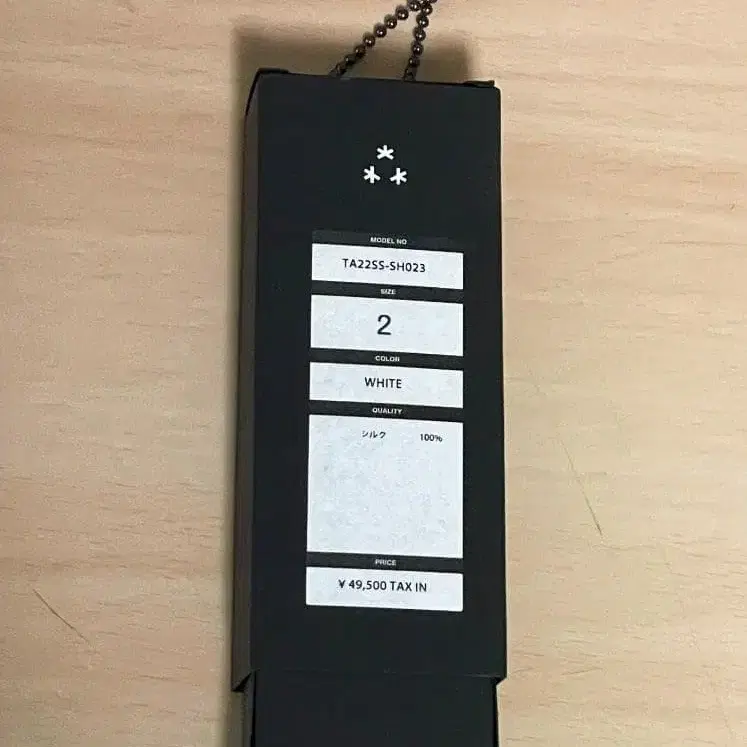 MODEL NO
TA22SS-SH023
SIZE
2
COLOR
WHITE
QUALITY
シルク 100%
PRICE
¥ 49,500 TAX IN